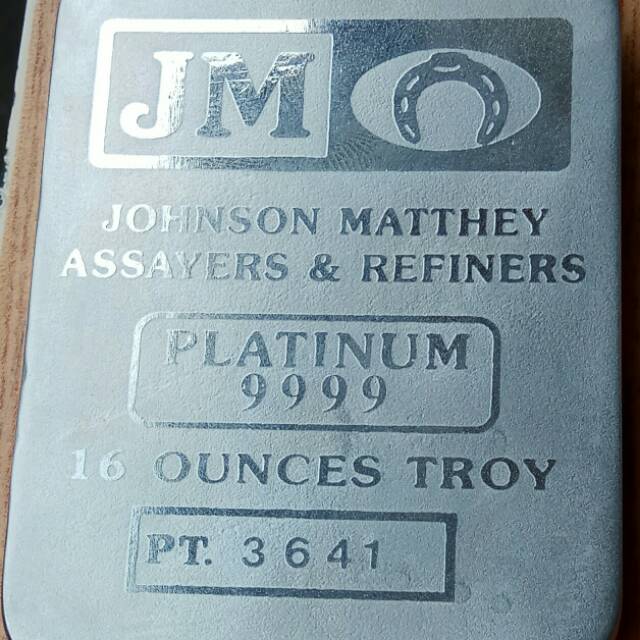 JM
JOHNSON MATTHEY
ASSAYERS & REFINERS
PLATINUM
9999
16 OUNCES TROY
PT. 3641